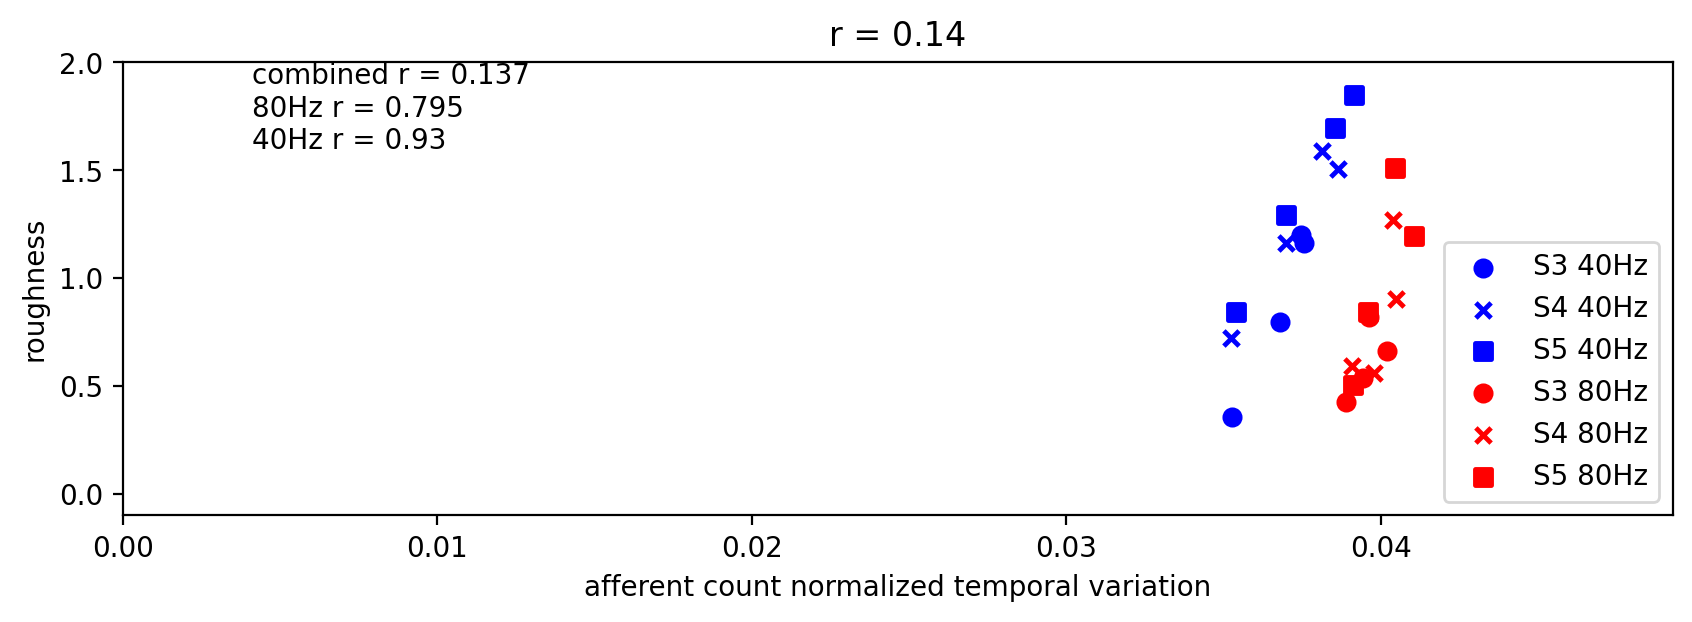 r = 0.14
combined r = 0.137
80Hz r = 0.795
40Hz r = 0.93
2.0
1.5
1.0
0.5
0.0
roughness
S3 40Hz
S4 40Hz
S5 40Hz
S3 80Hz
S4 80Hz
S5 80Hz
0.00 0.01 0.02 0.03 0.04
afferent count normalized temporal variation